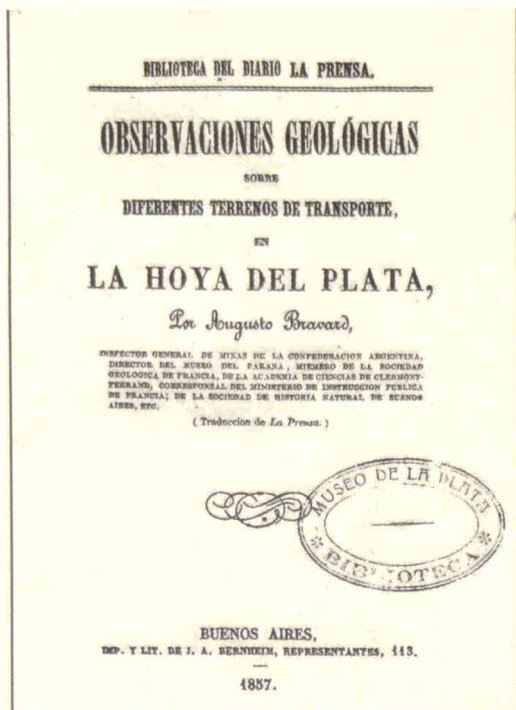 BIBLIOTECA DEL DIARIO LA PRENSA.
OBSERVACIONES GEOLÓGICAS
SOBRE
DIFERENTES TERRENOS DE TRANSPORTE,
EN
LA HOYA DEL PLATA,
Por Augusto Bravard,
INSPECTOR GENERAL DE MINAS DE LA CONFEDERACION ARGENTINA,
DIRECTOR DEL MUSEO DEL PARANA, MIEMBRO DE LA SOCIEDAD
GEOLOGICA DE FRANCIA, DE LA ACADEMIA DE CIENCIAS DE CLERMONT-
FERRAND, CORRESPONSAL DEL MINISTERIO DE INSTRUCCION PUBLICA
DE FRANCIA; DE LA SOCIEDAD DE HISTORIA NATURAL DE BUENOS
AIRES, ETC.
( Traduccion de La Prensa. )
MUSEO DE LA PLATA
* BIBLIOTECA *
BUENOS AIRES,
IMP. Y LIT. DE J. A. BERNHEIM, REPRESENTANTES, 113.
1857.